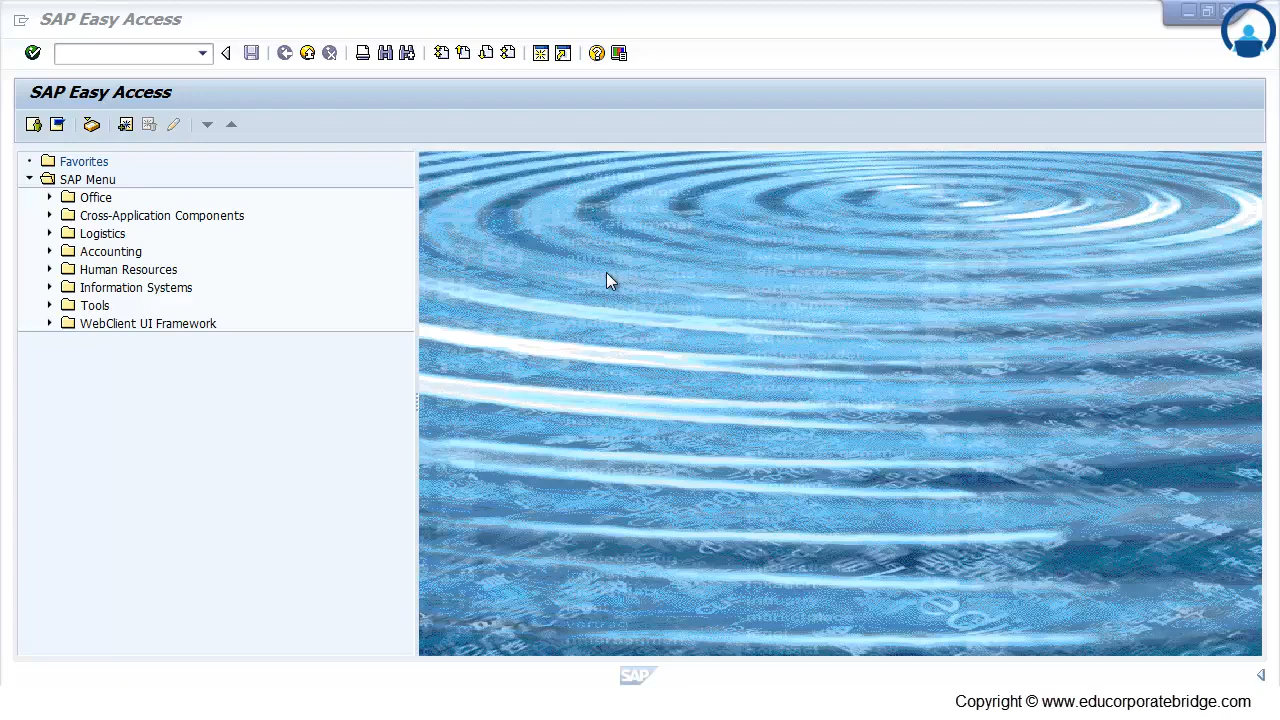 SAP Easy Access
SAP Easy Access
Favorites
SAP Menu
Office
Cross-Application Components
Logistics
Accounting
Human Resources
Information Systems
Tools
WebClient UI Framework
SAP
Copyright © www.educorporatebridge.com